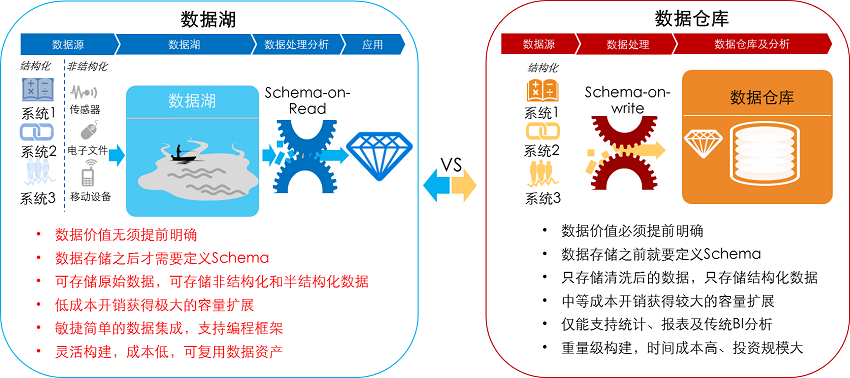 数据湖
数据源
数据湖
数据处理分析
应用
结构化
非结构化
系统1
系统2
系统3
传感器
电子文件
移动设备
数据湖
Schema-on-
Read
• 数据价值无须提前明确
• 数据存储之后才需要定义Schema
• 可存储原始数据，可存储非结构化和半结构化数据
• 低成本开销获得极大的容量扩展
• 敏捷简单的数据集成，支持编程框架
• 灵活构建，成本低，可复用数据资产
VS
数据仓库
数据源
数据处理
数据仓库及分析
结构化
系统1
系统2
系统3
Schema-on-
write
数据仓库
• 数据价值必须提前明确
• 数据存储之前就要定义Schema
• 只存储清洗后的数据，只存储结构化数据
• 中等成本开销获得较大的容量扩展
• 仅能支持统计、报表及传统BI分析
• 重量级构建，时间成本高、投资规模大